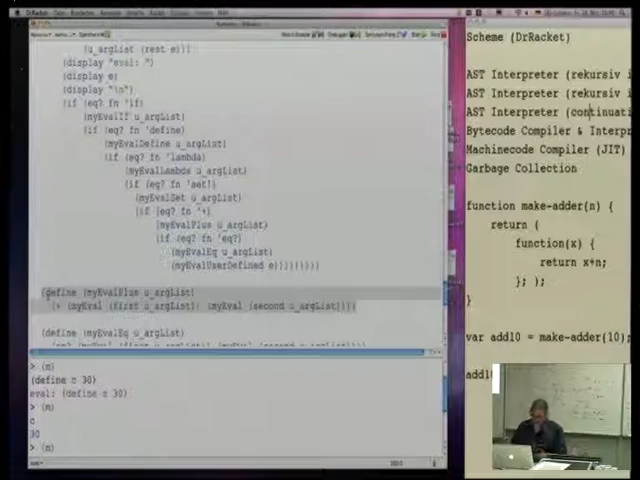 DrRacket
(u_argList (rest e))]
(display "eval: ")
(display e)
(display "\n")
(if (eq? fn 'if)
(myEvalIf u_argList)
(if (eq? fn 'define)
(myEvalDefine u_argList)
(if (eq? fn 'lambda)
(myEvalLambda u_argList)
(if (eq? fn 'set!)
(myEvalSet u_argList)
(if (eq? fn '+)
(myEvalPlus u_argList)
(if (eq? fn 'eq?)
(myEvalEq u_argList)
(myEvalUserDefined e))))))))
(define (myEvalPlus u_argList)
(+ (myEval (first u_argList)) (myEval (second u_argList))))
(define (myEvalEq u_argList)
> (m)
(define c 30)
eval: (define c 30)
> (m)
c
30
> (m)
Scheme (DrRacket)
AST Interpreter (rekursiv i
AST Interpreter (rekursiv i
AST Interpreter (continuati
Bytecode Compiler & Interpr
Machinecode Compiler (JIT)
Garbage Collection
function make-adder(n) {
return (
function(x) {
return x+n;
}; );
}
var add10 = make-adder(10);
add1